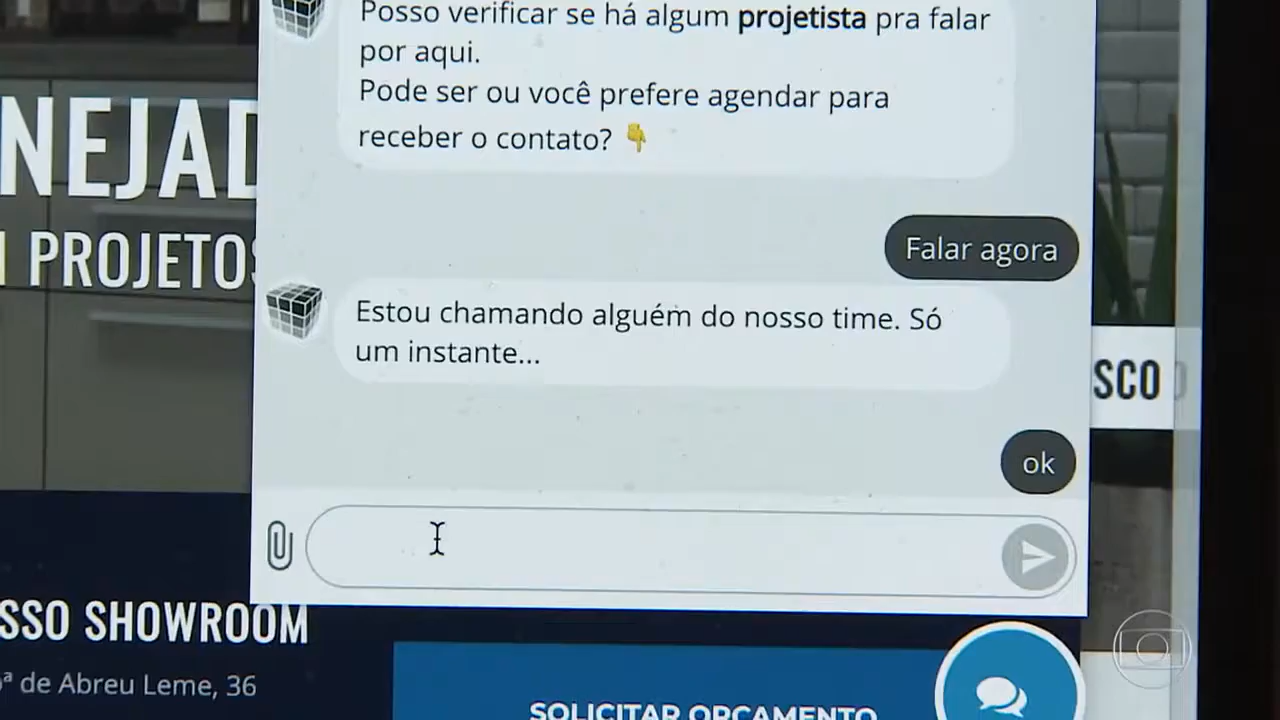 Posso verificar se há algum projetista pra falar
por aqui.
Pode ser ou você prefere agendar para
receber o contato? 👇
Falar agora
Estou chamando alguém do nosso time. Só
um instante...
ok
NEJAD
PROJETOS
SCO
SSO SHOWROOM
ª de Abreu Leme, 36
SOLICITAR ORÇAMENTO